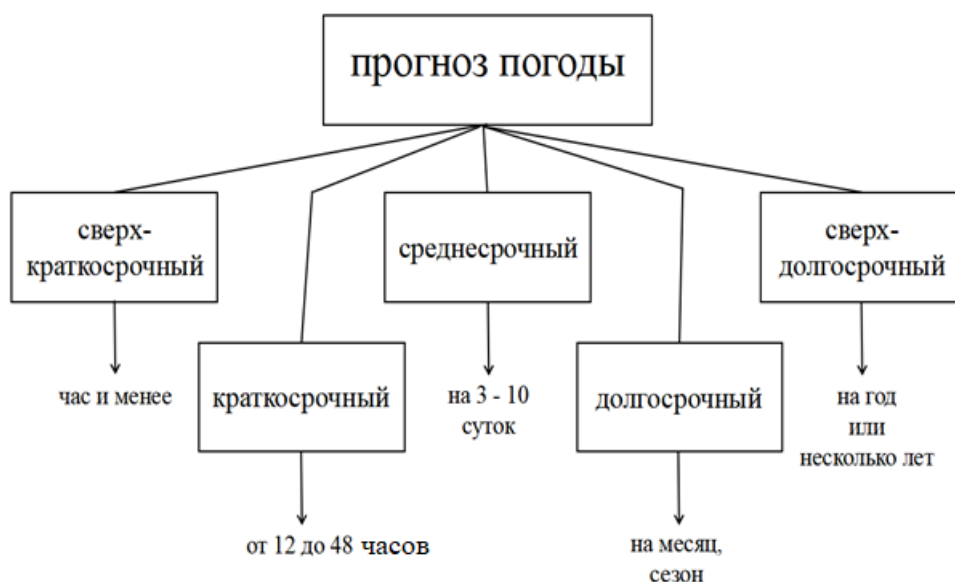 прогноз погоды
сверх-
краткосрочный
час и менее
краткосрочный
от 12 до 48 часов
среднесрочный
на 3 - 10
суток
долгосрочный
на месяц,
сезон
сверх-
долгосрочный
на год
или
несколько лет